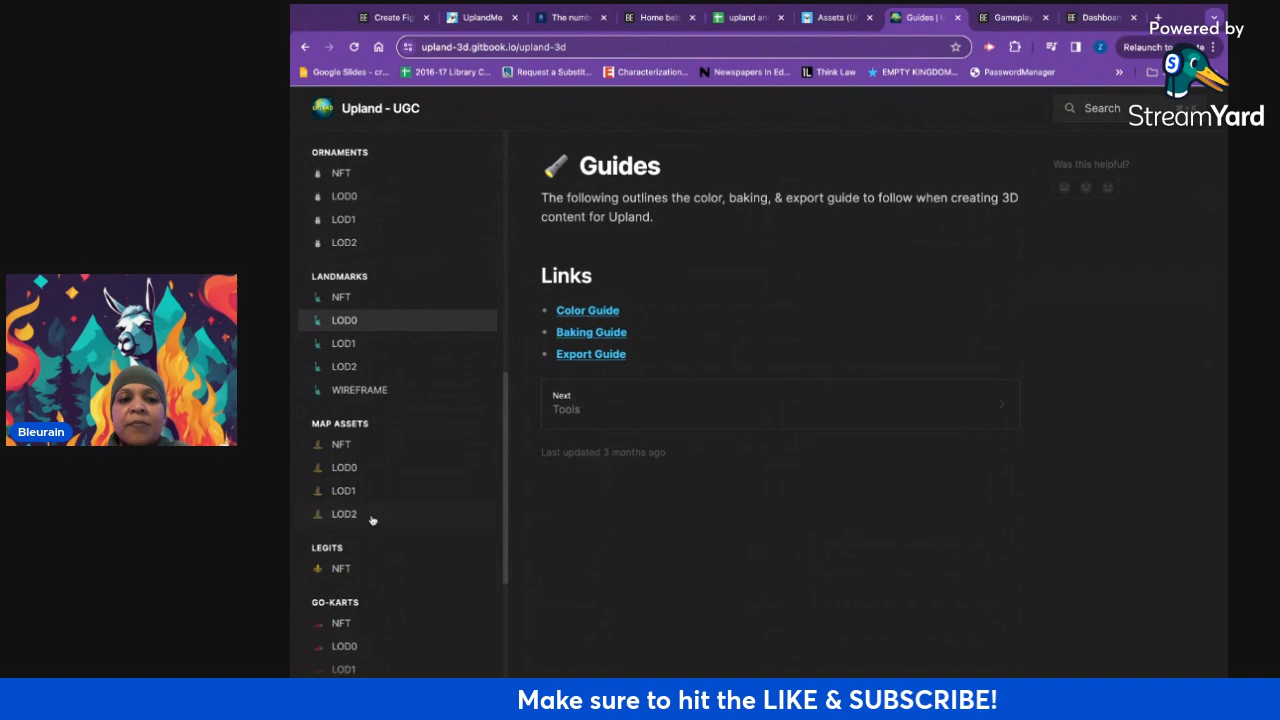 Create Fig
UplandMe
The numb
Home beb
upland an
Assets (U
Guides | U
Gameplay
Dashboar
upland-3d.gitbook.io/upland-3d
Relaunch to
Google Slides - cr...
2016-17 Library C...
Request a Substit...
Characterization...
Newspapers In Ed...
Think Law
EMPTY KINGDOM...
PasswordManager
Powered by
StreamYard
Upland - UGC
Search
ORNAMENTS
NFT
LOD0
LOD1
LOD2
LANDMARKS
NFT
LOD0
LOD1
LOD2
WIREFRAME
MAP ASSETS
NFT
LOD0
LOD1
LOD2
LEGITS
NFT
GO-KARTS
NFT
LOD0
LOD1
Guides
The following outlines the color, baking, & export guide to follow when creating 3D
content for Upland.
Links
Color Guide
Baking Guide
Export Guide
Next
Tools
Last updated 3 months ago
Was this helpful?
Bleurain
Make sure to hit the LIKE & SUBSCRIBE!